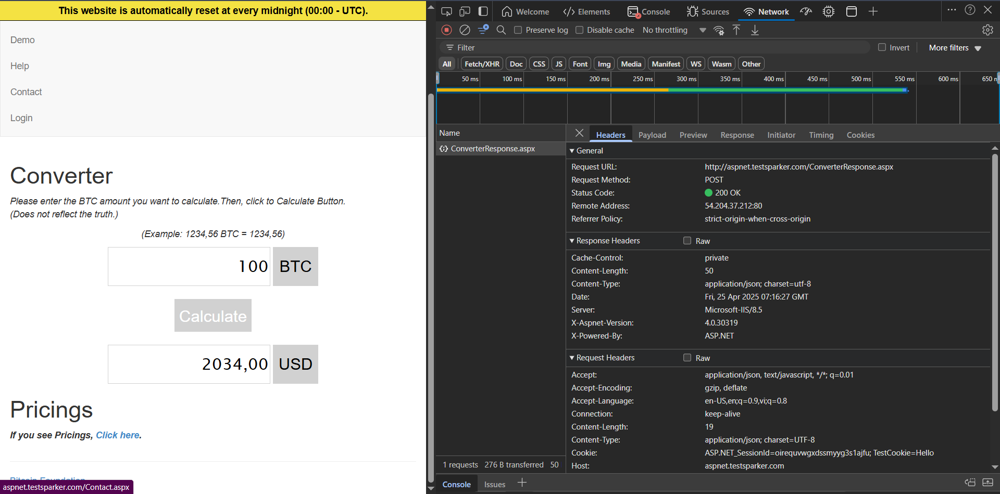 This website is automatically reset at every midnight (00:00 - UTC).
Demo
Help
Contact
Login
Converter
Please enter the BTC amount you want to calculate.Then, click to Calculate Button.
(Does not reflect the truth.)
(Example: 1234,56 BTC = 1234,56)
100 BTC
Calculate
2034,00 USD
Pricings
If you see Pricings, Click here.
Bitcoin Foundation
aspnet.testsparker.com/Contact.aspx
Welcome Elements Console Sources Network
Preserve log Disable cache No throttling
Filter Invert More filters
All Fetch/XHR Doc CSS JS Font Img Media Manifest WS Wasm Other
50 ms 100 ms 150 ms 200 ms 250 ms 300 ms 350 ms 400 ms 450 ms 500 ms 550 ms 600 ms 650 m
Name
ConverterResponse.aspx
Headers Payload Preview Response Initiator Timing Cookies
General
Request URL: http://aspnet.testsparker.com/ConverterResponse.aspx
Request Method: POST
Status Code: 200 OK
Remote Address: 54.204.37.212:80
Referrer Policy: strict-origin-when-cross-origin
Response Headers Raw
Cache-Control: private
Content-Length: 50
Content-Type: application/json; charset=utf-8
Date: Fri, 25 Apr 2025 07:16:27 GMT
Server: Microsoft-IIS/8.5
X-Aspnet-Version: 4.0.30319
X-Powered-By: ASP.NET
Request Headers Raw
Accept: application/json, text/javascript, */*; q=0.01
Accept-Encoding: gzip, deflate
Accept-Language: en-US,en;q=0.9,vi;q=0.8
Connection: keep-alive
Content-Length: 19
Content-Type: application/json; charset=UTF-8
Cookie: ASP.NET_SessionId=oirequvwgxdssmyyg3s1ajfu; TestCookie=Hello
Host: aspnet.testsparker.com
1 requests 276 B transferred 50
Console Issues